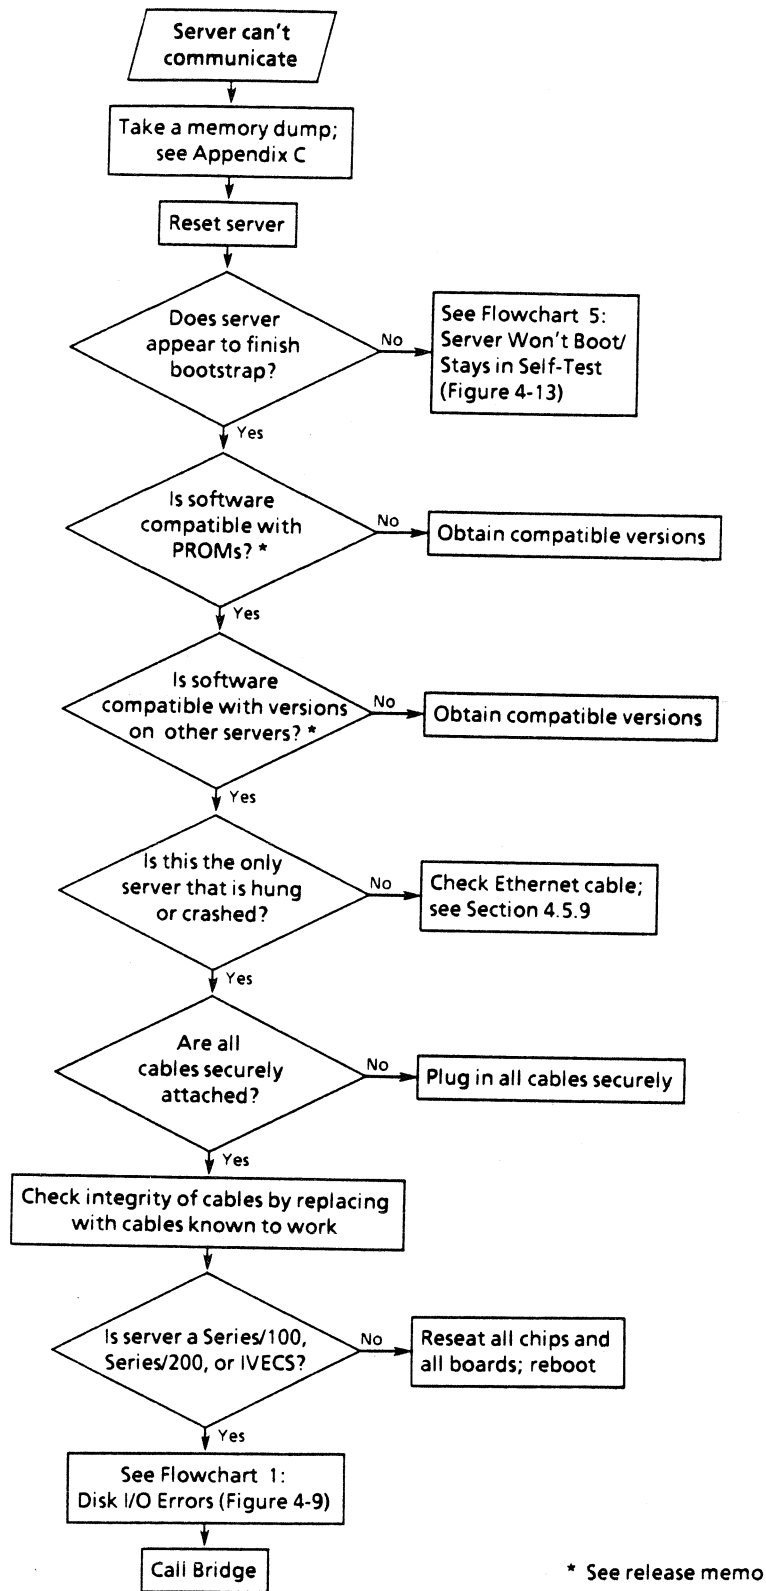 Server can't
communicate
Take a memory dump;
see Appendix C
Reset server
Does server
appear to finish
bootstrap?
No
See Flowchart 5:
Server Won't Boot/
Stays in Self-Test
(Figure 4-13)
Yes
Is software
compatible with
PROMs? *
No
Obtain compatible versions
Yes
Is software
compatible with versions
on other servers? *
No
Obtain compatible versions
Yes
Is this the only
server that is hung
or crashed?
No
Check Ethernet cable;
see Section 4.5.9
Yes
Are all
cables securely
attached?
No
Plug in all cables securely
Yes
Check integrity of cables by replacing
with cables known to work
Is server a Series/100,
Series/200, or IVECS?
No
Reseat all chips and
all boards; reboot
Yes
See Flowchart 1:
Disk I/O Errors (Figure 4-9)
Call Bridge
* See release memo